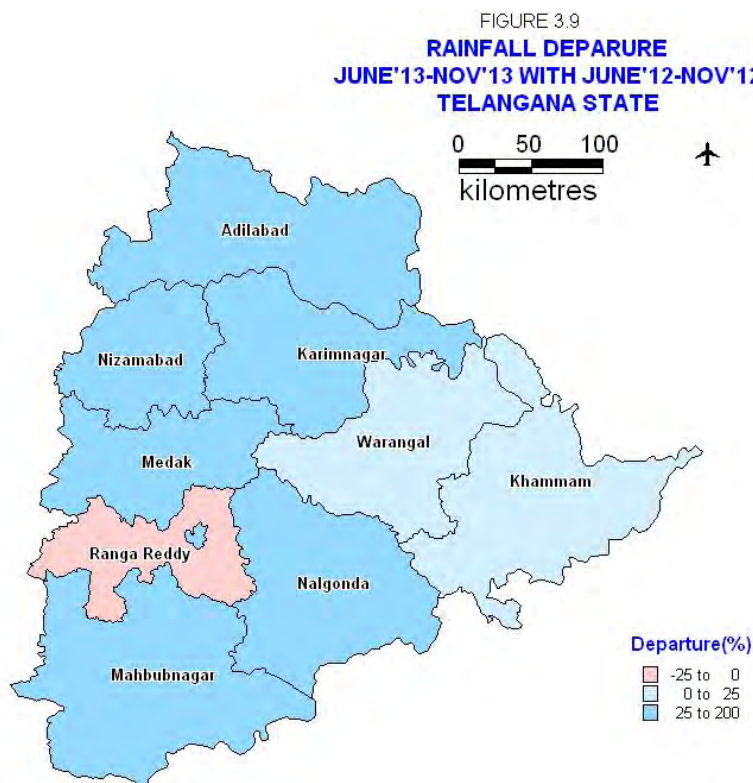 FIGURE 3.9
RAINFALL DEPARURE
JUNE'13-NOV'13 WITH JUNE'12-NOV'12
TELANGANA STATE
0 50 100
kilometres
Adilabad
Nizamabad
Karimnagar
Warangal
Medak
Khammam
Ranga Reddy
Nalgonda
Mahbubnagar
Departure(%)
-25 to 0
0 to 25
25 to 200